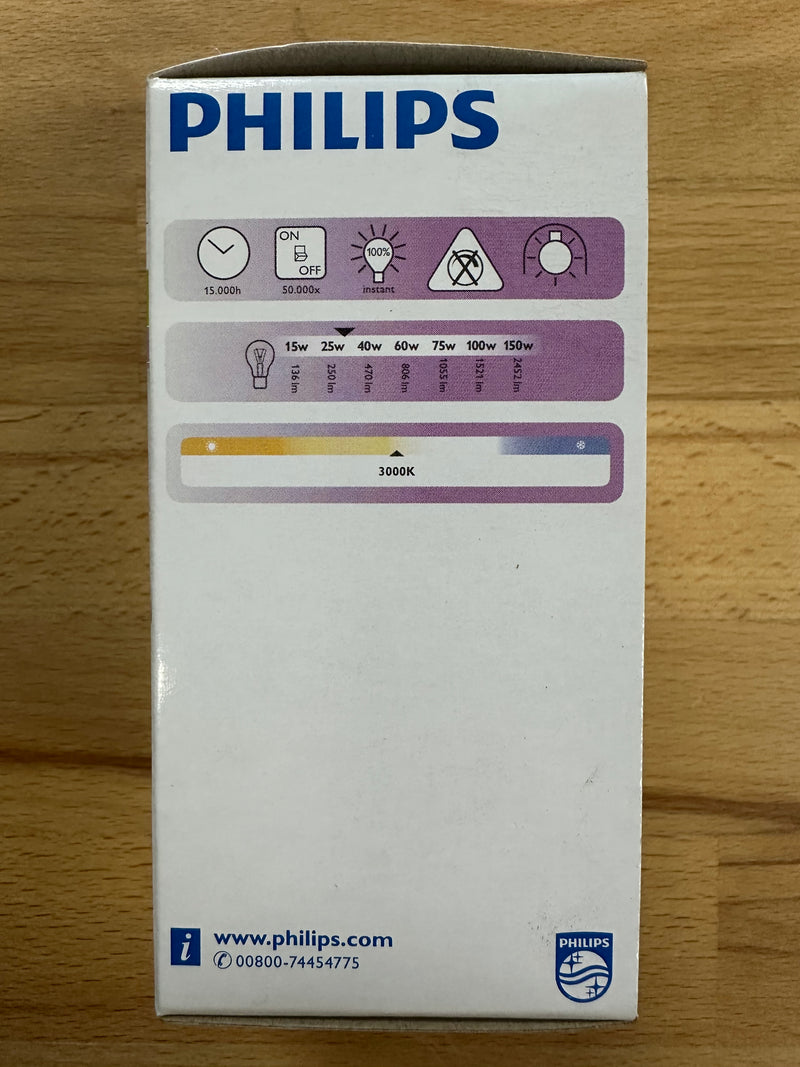 PHILIPS
ON
OFF
100%
15.000h 50.000x instant
15w 25w 40w 60w 75w 100w 150w
136 lm 250 lm 470 lm 806 lm 1055 lm 1521 lm 2452 lm
3000K
i www.philips.com
✆ 00800-74454775
PHILIPS